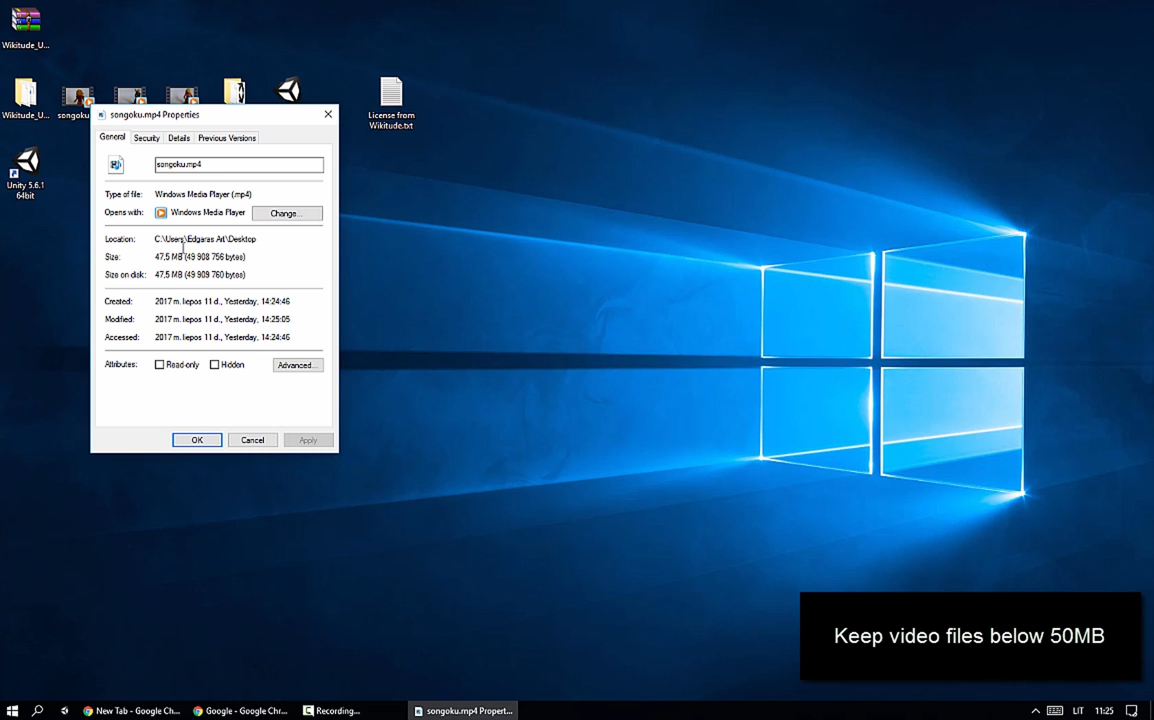 Wikitude_U...
Wikitude_U...
songoku
License from
Wikitude.txt
Unity 5.6.1
64bit
songoku.mp4 Properties
General Security Details Previous Versions
songoku.mp4
Type of file: Windows Media Player (.mp4)
Opens with: Windows Media Player Change...
Location: C:\Users\Edgaras Art\Desktop
Size: 47,5 MB (49 908 756 bytes)
Size on disk: 47,5 MB (49 909 760 bytes)
Created: 2017 m. liepos 11 d., Yesterday, 14:24:46
Modified: 2017 m. liepos 11 d., Yesterday, 14:25:05
Accessed: 2017 m. liepos 11 d., Yesterday, 14:24:46
Attributes: Read-only Hidden Advanced...
OK Cancel Apply
Keep video files below 50MB
New Tab - Google Ch... Google - Google Chr... Recording... songoku.mp4 Propert... LIT 11:25